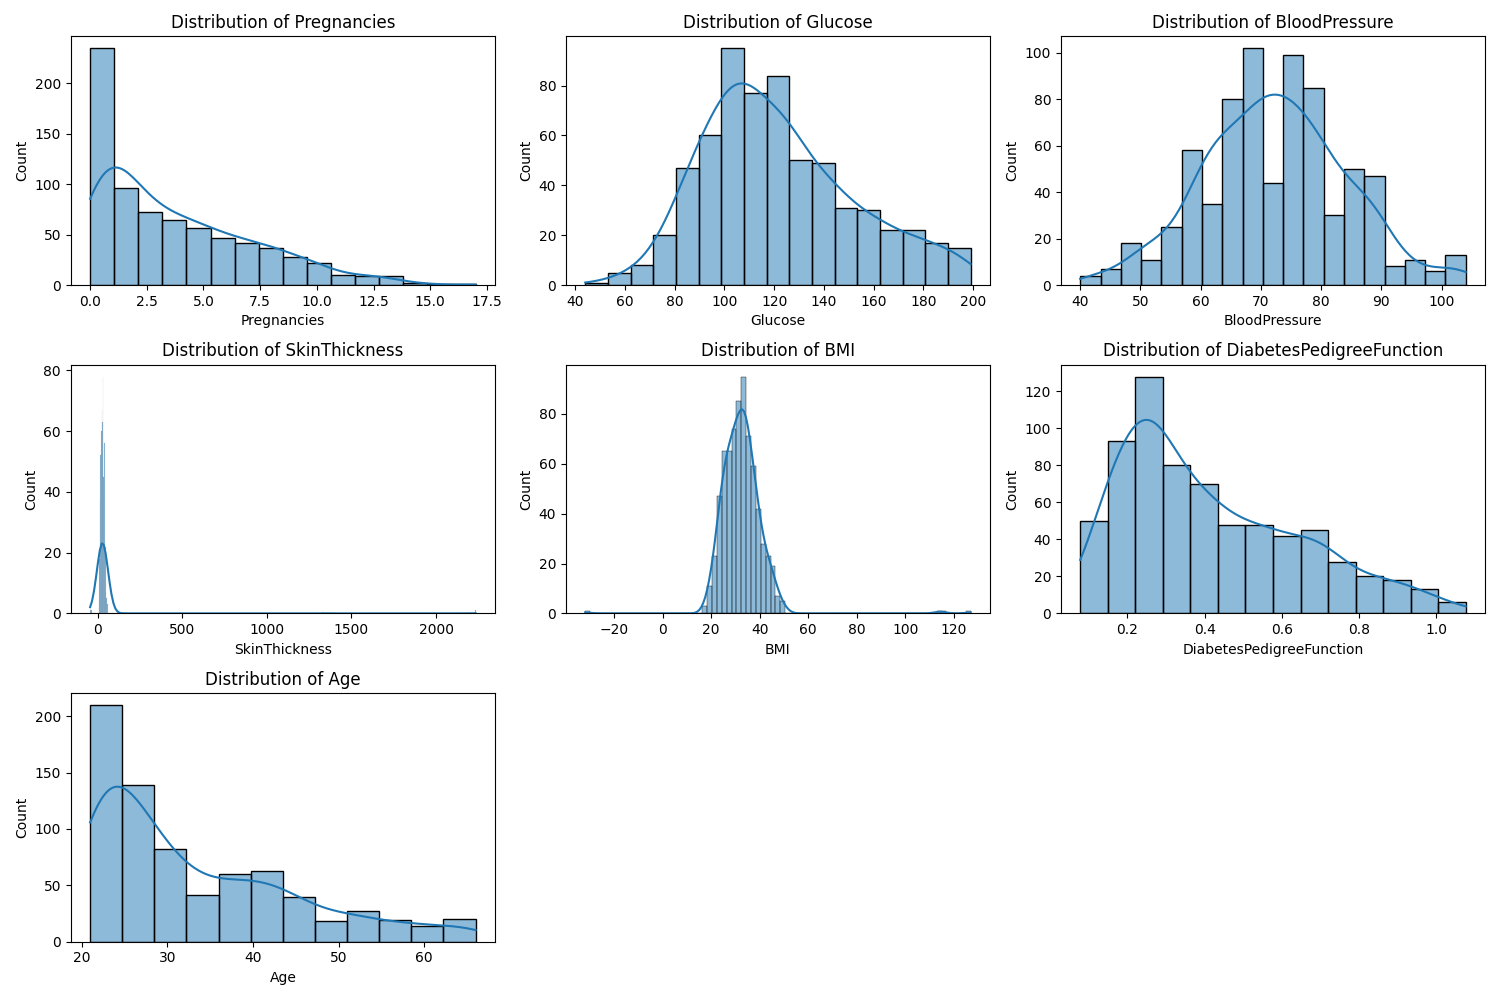 Distribution of Pregnancies
Count
0
50
100
150
200
0.0 2.5 5.0 7.5 10.0 12.5 15.0 17.5
Pregnancies
Distribution of Glucose
Count
0
20
40
60
80
40 60 80 100 120 140 160 180 200
Glucose
Distribution of BloodPressure
Count
0
20
40
60
80
100
40 50 60 70 80 90 100
BloodPressure
Distribution of SkinThickness
Count
0
20
40
60
80
0 500 1000 1500 2000
SkinThickness
Distribution of BMI
Count
0
20
40
60
80
−20 0 20 40 60 80 100 120
BMI
Distribution of DiabetesPedigreeFunction
Count
0
20
40
60
80
100
120
0.2 0.4 0.6 0.8 1.0
DiabetesPedigreeFunction
Distribution of Age
Count
0
50
100
150
200
20 30 40 50 60
Age